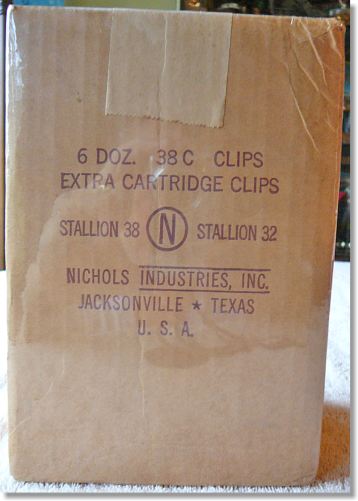 6 DOZ. 38 C CLIPS
EXTRA CARTRIDGE CLIPS
STALLION 38 N STALLION 32
NICHOLS INDUSTRIES, INC.
JACKSONVILLE ★ TEXAS
U. S. A.